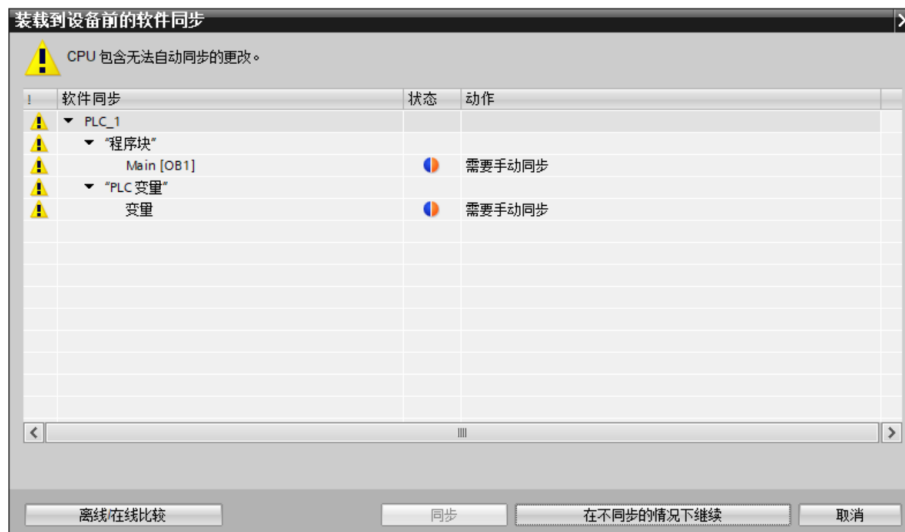 装载到设备前的软件同步
CPU 包含无法自动同步的更改。
! 软件同步 状态 动作
PLC_1
"程序块"
Main [OB1] 需要手动同步
"PLC 变量"
变量 需要手动同步
离线/在线比较 同步 在不同步的情况下继续 取消